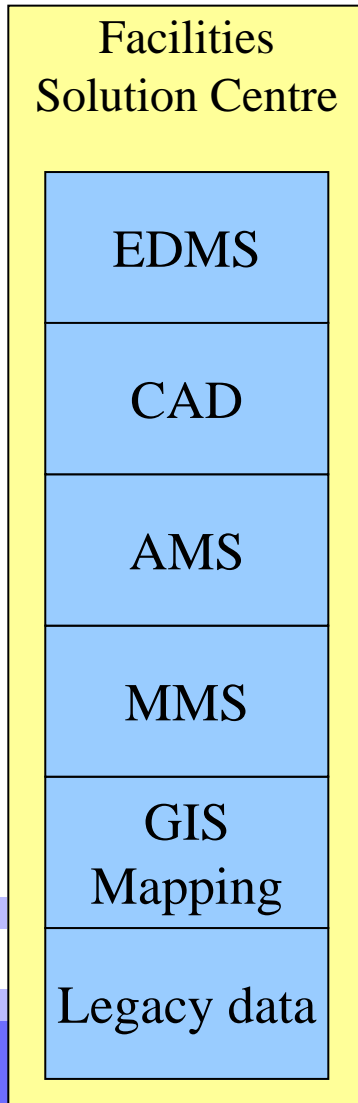 Facilities
Solution Centre
EDMS
CAD
AMS
MMS
GIS
Mapping
Legacy data